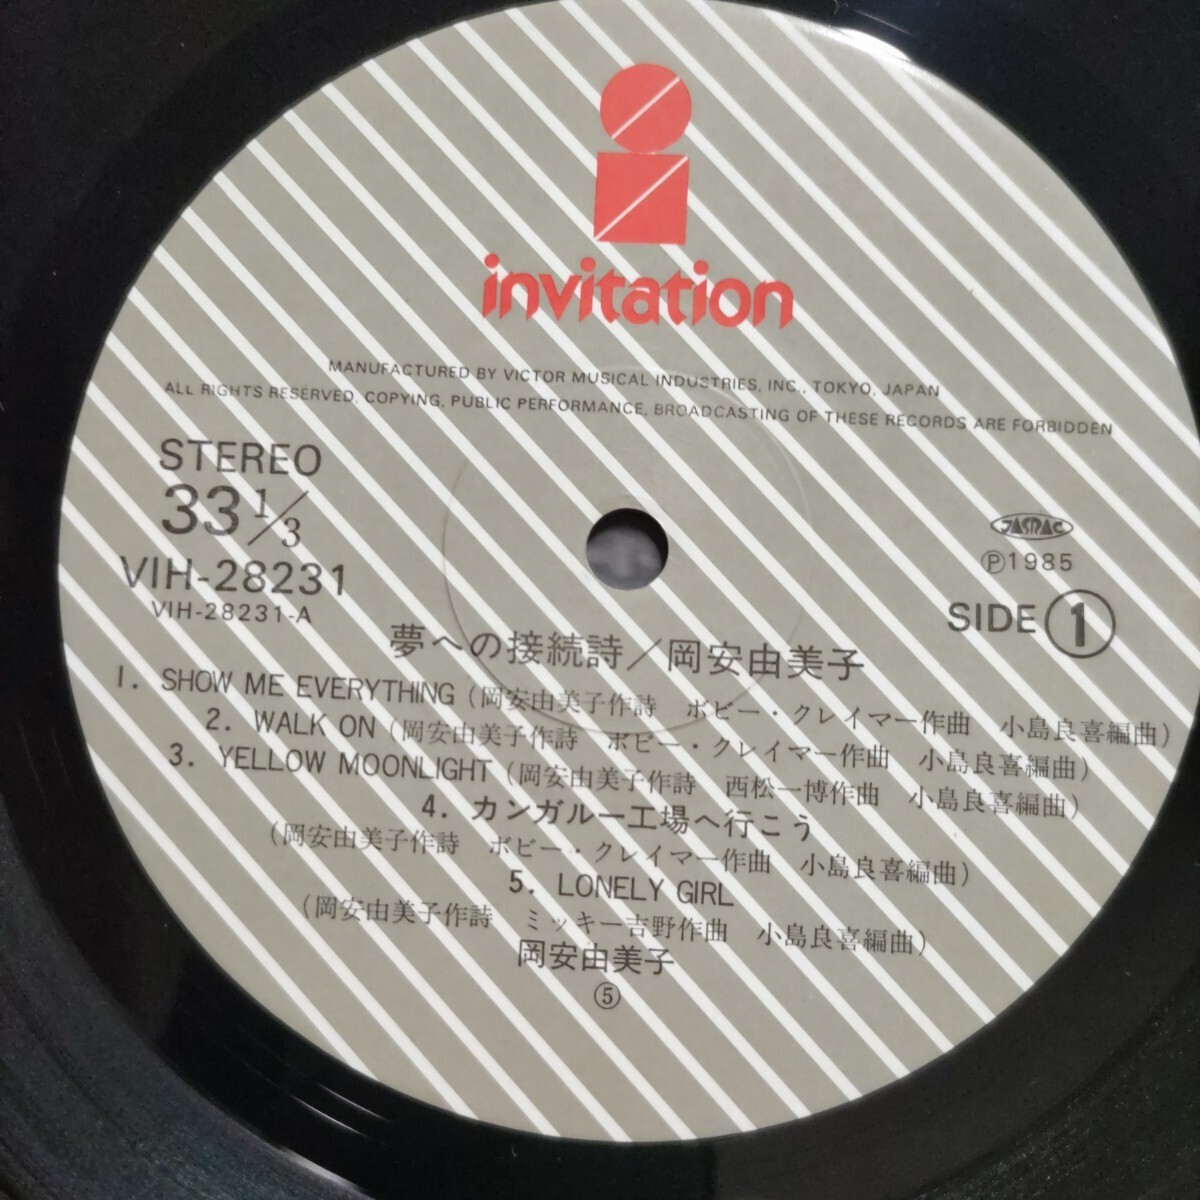 invitation
MANUFACTURED BY VICTOR MUSICAL INDUSTRIES, INC., TOKYO, JAPAN
ALL RIGHTS RESERVED. COPYING, PUBLIC PERFORMANCE, BROADCASTING OF THESE RECORDS ARE FORBIDDEN
STEREO
33 1/3
VIH-28231
VIH-28231-A
JASRAC
Ⓟ1985
SIDE ①
夢への接続詩/岡安由美子
1. SHOW ME EVERYTHING (岡安由美子作詩 ボビー・クレイマー作曲 小島良喜編曲)
2. WALK ON (岡安由美子作詩 ボビー・クレイマー作曲 小島良喜編曲)
3. YELLOW MOONLIGHT (岡安由美子作詩 西松一博作曲 小島良喜編曲)
4. カンガルー工場へ行こう
(岡安由美子作詩 ボビー・クレイマー作曲 小島良喜編曲)
5. LONELY GIRL
(岡安由美子作詩 ミッキー吉野作曲 小島良喜編曲)
岡安由美子
⑤